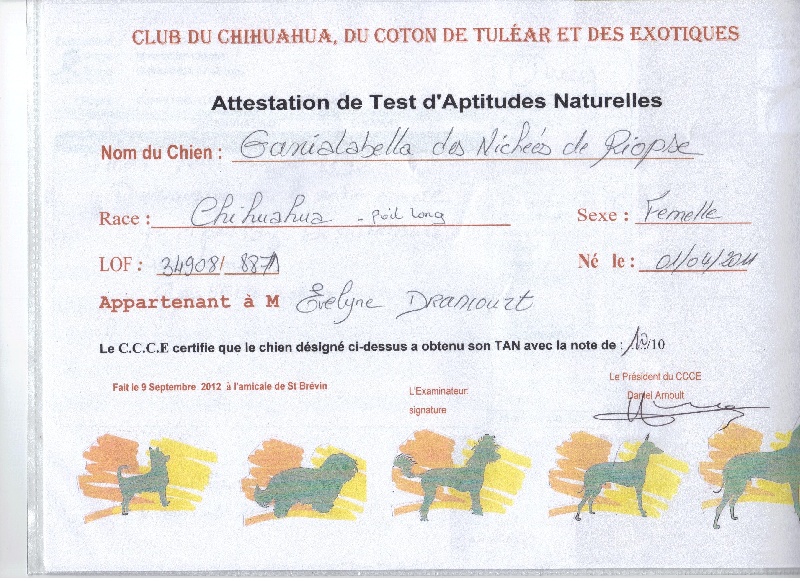 CLUB DU CHIHUAHUA, DU COTON DE TULÉAR ET DES EXOTIQUES
Attestation de Test d'Aptitudes Naturelles
Nom du Chien : Ganialabella des Nichées de Riopse
Race : Chihuahua - poil long Sexe : Femelle
LOF : 34908/ 8871 Né le : 01/04/2011
Appartenant à M Evelyne Dramcourt
Le C.C.C.E certifie que le chien désigné ci-dessus a obtenu son TAN avec la note de : 10/10
Fait le 9 Septembre 2012 à l'amicale de St Brévin
L'Examinateur:
signature
Le Président du CCCE
Daniel Arnoult